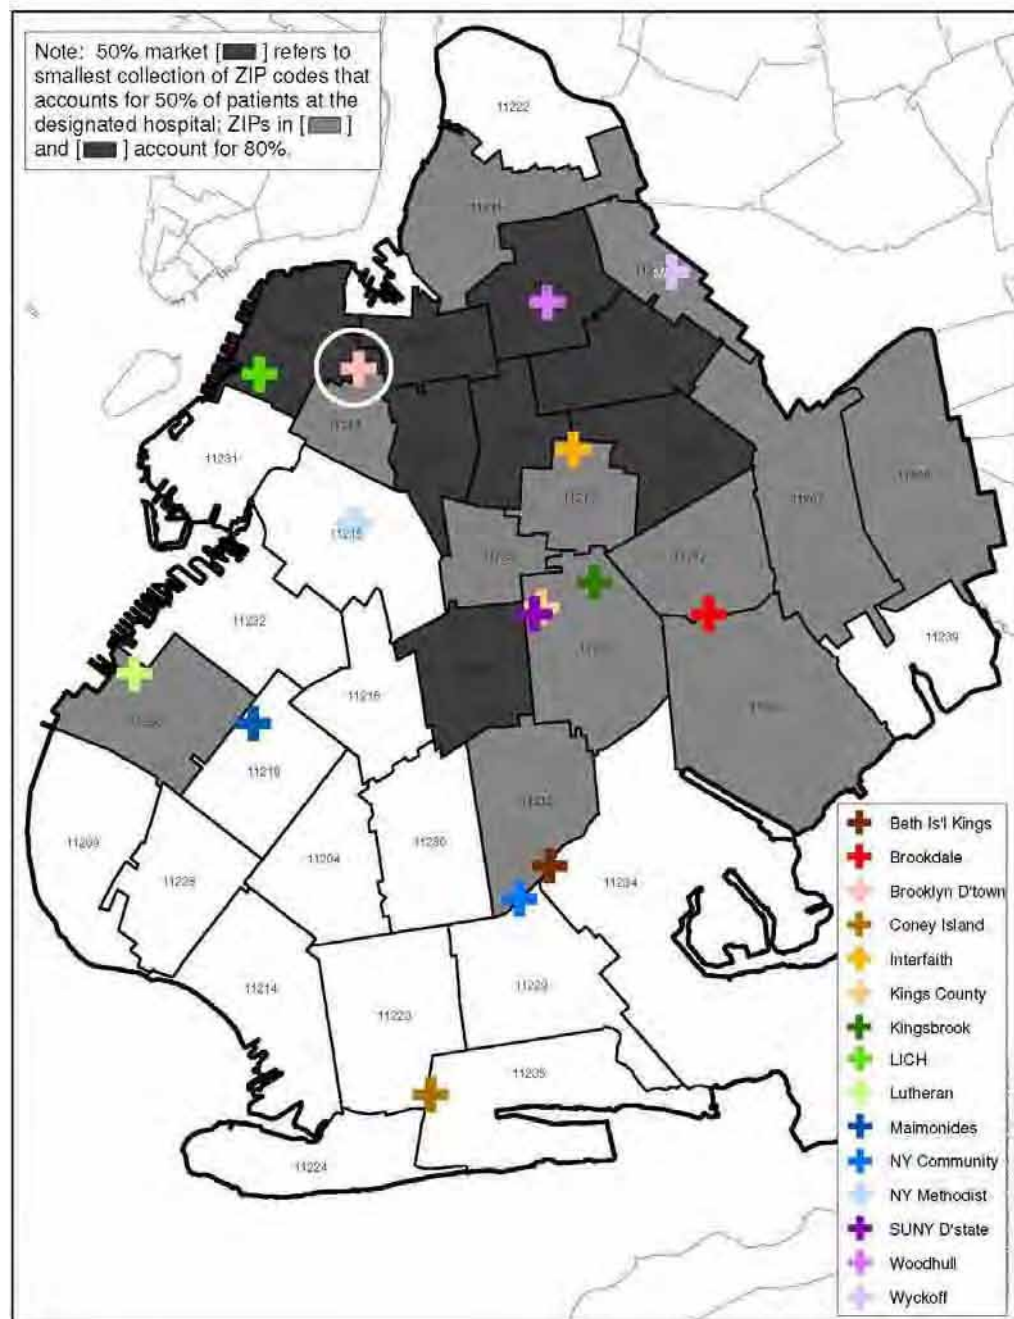 Note: 50% market [ ] refers to
smallest collection of ZIP codes that
accounts for 50% of patients at the
designated hospital; ZIPs in [ ]
and [ ] account for 80%.
11222
11231
11215
11232
11239
11219
11209
11228
11204
11230
11234
11214
11223
11229
11235
11224
Beth Is'l Kings
Brookdale
Brooklyn D'town
Coney Island
Interfaith
Kings County
Kingsbrook
LICH
Lutheran
Maimonides
NY Community
NY Methodist
SUNY D'state
Woodhull
Wyckoff